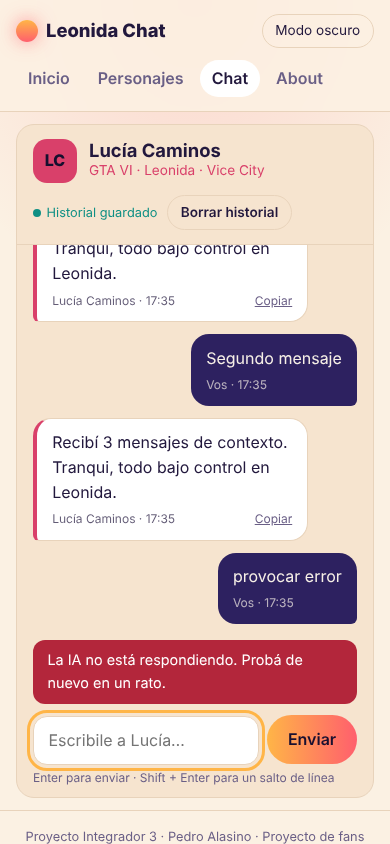 Leonida Chat
Modo oscuro
Inicio Personajes Chat About
LC
Lucía Caminos
GTA VI · Leonida · Vice City
Historial guardado
Borrar historial
Tranqui, todo bajo control en
Leonida.
Lucía Caminos · 17:35 Copiar
Segundo mensaje
Vos · 17:35
Recibí 3 mensajes de contexto.
Tranqui, todo bajo control en
Leonida.
Lucía Caminos · 17:35 Copiar
provocar error
Vos · 17:35
La IA no está respondiendo. Probá de
nuevo en un rato.
Escribile a Lucía...
Enviar
Enter para enviar · Shift + Enter para un salto de línea
Proyecto Integrador 3 · Pedro Alasino · Proyecto de fans